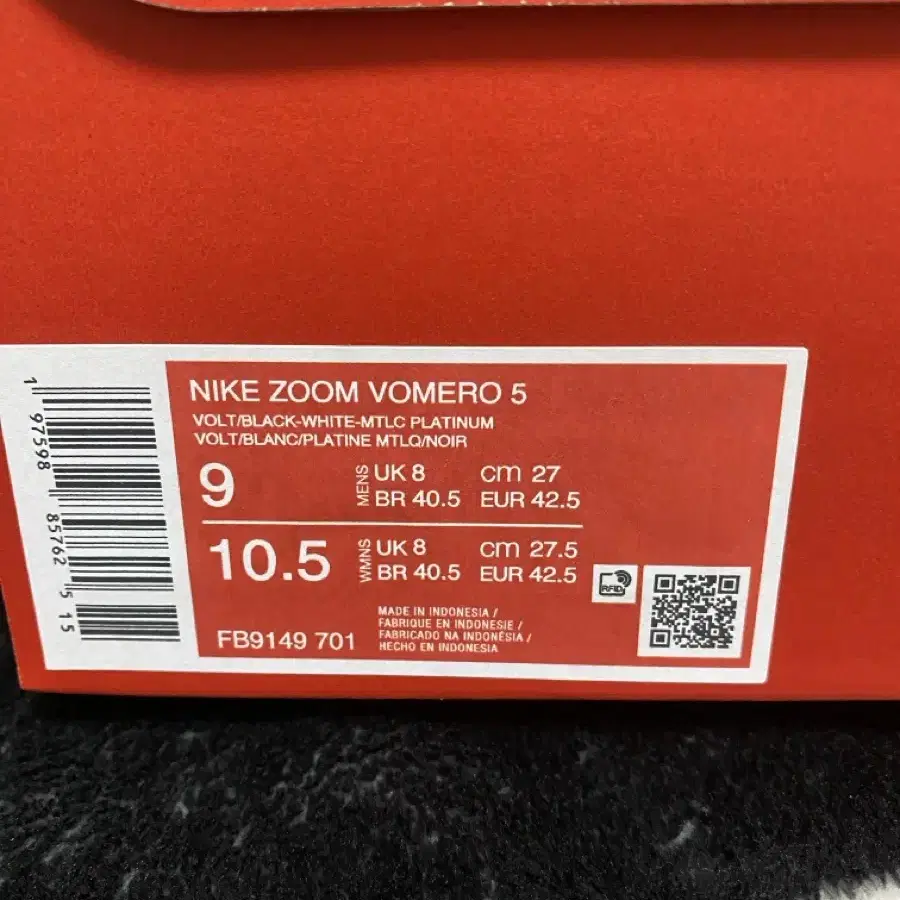 NIKE ZOOM VOMERO 5
VOLT/BLACK-WHITE-MTLC PLATINUM
VOLT/BLANC/PLATINE MTLQ/NOIR
9 MENS UK 8 cm 27
BR 40.5 EUR 42.5
10.5 WMNS UK 8 cm 27.5
BR 40.5 EUR 42.5
FB9149 701
MADE IN INDONESIA /
FABRIQUE EN INDONESIE /
FABRICADO NA INDONÉSIA /
HECHO EN INDONESIA
RFID
1 97598 85762 5 15